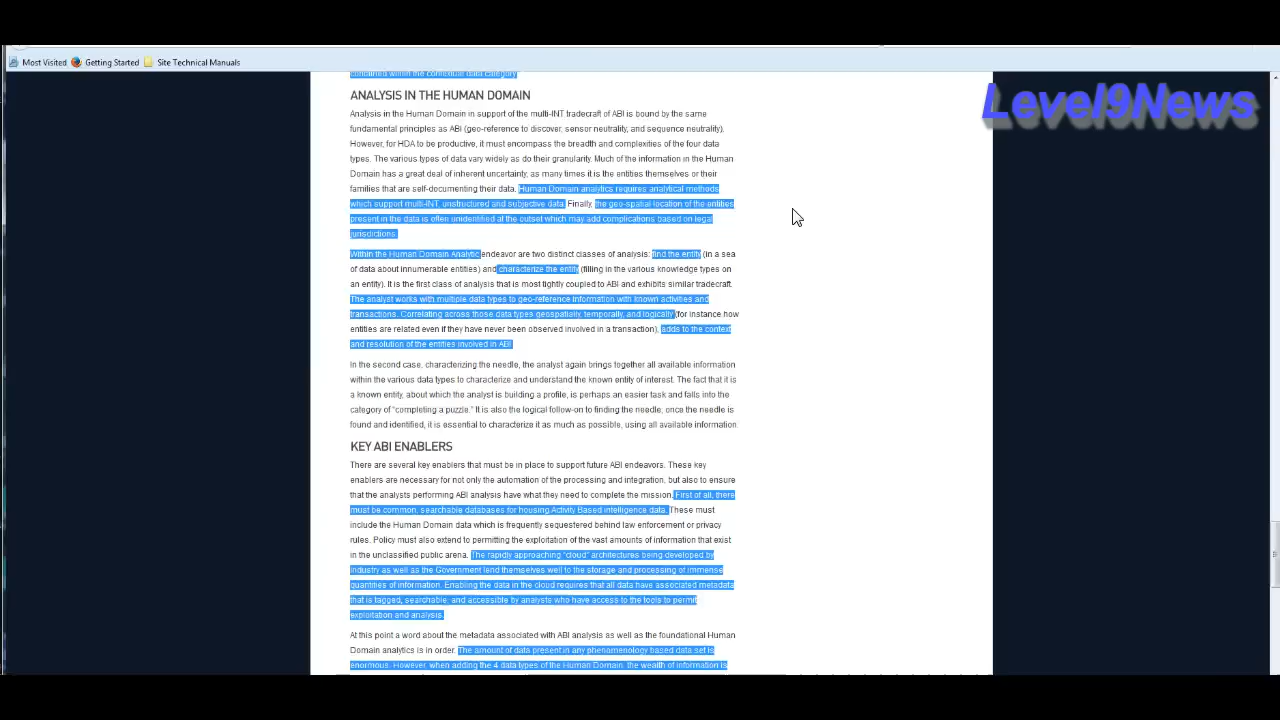 Most Visited Getting Started Site Technical Manuals
Level9News
contained within the contextual data category.
ANALYSIS IN THE HUMAN DOMAIN
Analysis in the Human Domain in support of the multi-INT tradecraft of ABI is bound by the same
fundamental principles as ABI (geo-reference to discover, sensor neutrality, and sequence neutrality).
However, for HDA to be productive, it must encompass the breadth and complexities of the four data
types. The various types of data vary widely as do their granularity. Much of the information in the Human
Domain has a great deal of inherent uncertainty, as many times it is the entities themselves or their
families that are self-documenting their data. Human Domain analytics requires analytical methods
which support multi-INT, unstructured and subjective data. Finally, the geo-spatial location of the entities
present in the data is often unidentified at the outset which may add complications based on legal
jurisdictions.
Within the Human Domain Analytic endeavor are two distinct classes of analysis: find the entity (in a sea
of data about innumerable entities) and characterize the entity (filling in the various knowledge types on
an entity). It is the first class of analysis that is most tightly coupled to ABI and exhibits similar tradecraft.
The analyst works with multiple data types to geo-reference information with known activities and
transactions. Correlating across those data types geospatially, temporally, and logically (for instance how
entities are related even if they have never been observed involved in a transaction), adds to the context
and resolution of the entities involved in ABI.
In the second case, characterizing the needle, the analyst again brings together all available information
within the various data types to characterize and understand the known entity of interest. The fact that it is
a known entity, about which the analyst is building a profile, is perhaps an easier task and falls into the
category of "completing a puzzle." It is also the logical follow-on to finding the needle; once the needle is
found and identified, it is essential to characterize it as much as possible, using all available information.
KEY ABI ENABLERS
There are several key enablers that must be in place to support future ABI endeavors. These key
enablers are necessary for not only the automation of the processing and integration, but also to ensure
that the analysts performing ABI analysis have what they need to complete the mission. First of all, there
must be common, searchable databases for housing Activity Based intelligence data. These must
include the Human Domain data which is frequently sequestered behind law enforcement or privacy
rules. Policy must also extend to permitting the exploitation of the vast amounts of information that exist
in the unclassified public arena. The rapidly approaching "cloud" architectures being developed by
industry as well as the Government lend themselves well to the storage and processing of immense
quantities of information. Enabling the data in the cloud requires that all data have associated metadata
that is tagged, searchable, and accessible by analysts who have access to the tools to permit
exploitation and analysis.
At this point a word about the metadata associated with ABI analysis as well as the foundational Human
Domain analytics is in order. The amount of data present in any phenomenology based data set is
enormous. However, when adding the 4 data types of the Human Domain, the wealth of information is